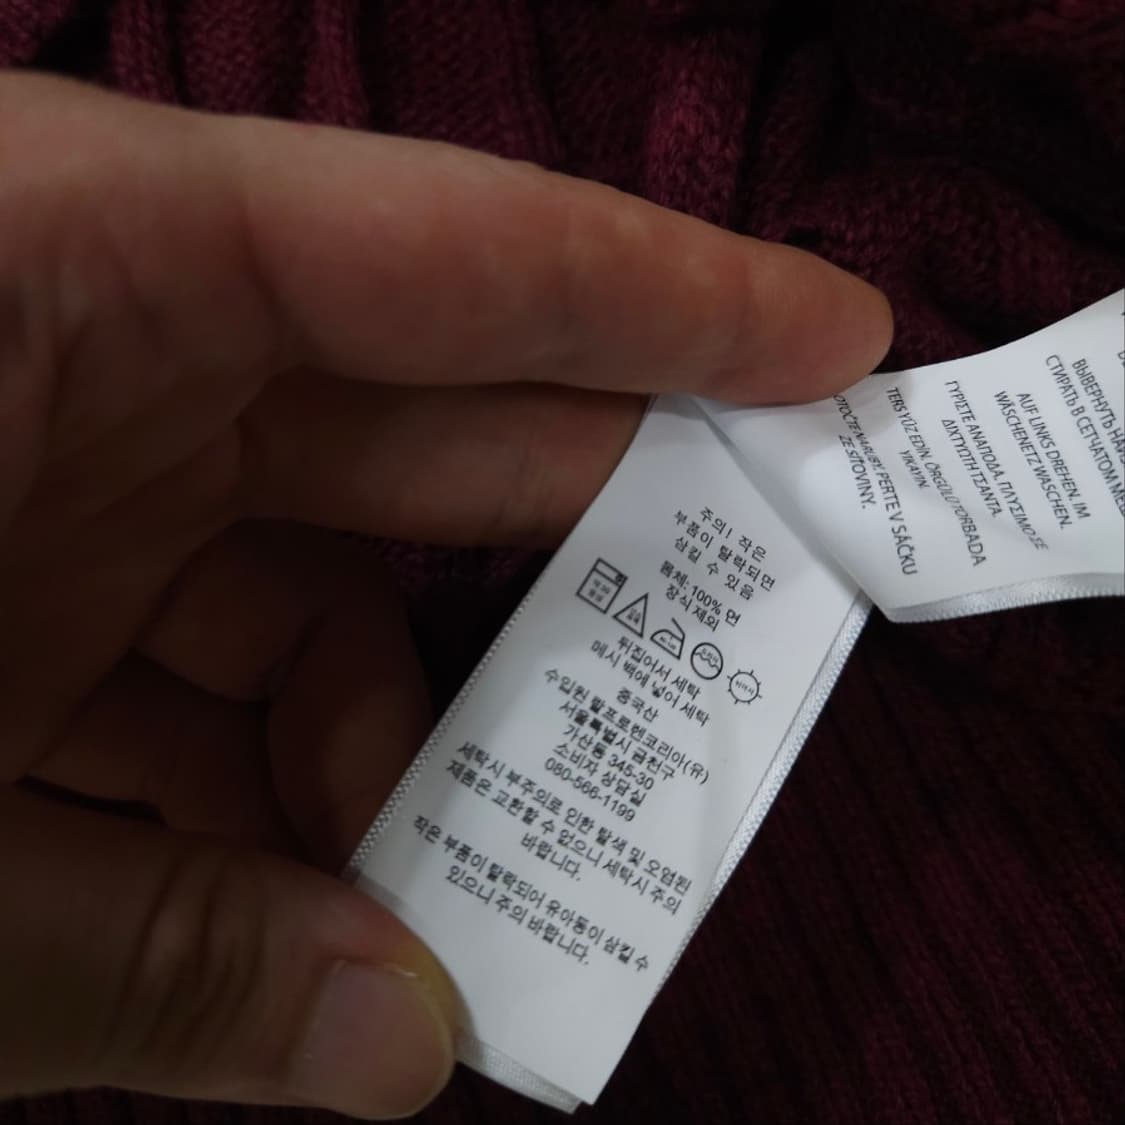 주의! 작은
부품이 탈락되면
삼킬 수 있음
몸체: 100% 면
장식 제외
뒤집어서 세탁
메시 백에 넣어 세탁
중국산
수입원 랄프로렌코리아(유)
서울특별시 금천구
가산동 345-30
소비자 상담실
080-566-1199
세탁시 부주의로 인한 탈색 및 오염된
제품은 교환할 수 없으니 세탁시 주의
바랍니다.
작은 부품이 탈락되어 유아동이 삼킬 수
있으니 주의 바랍니다.
ВЫВЕРНУТЬ
СТИРАТЬ В СЕТЧАТОМ
AUF LINKS DREHEN. IM
WÄSCHENETZ WASCHEN.
ΓΥΡΙΣΤΕ ΑΝΑΠΟΔΑ. ΠΛΥΣΙΜΟ ΣΕ
ΔΙΧΤΥΩΤΗ ΤΣΑΝΤΑ.
TERS YÜZ EDİN. ÖRGÜLÜ TORBADA
YIKAYIN.
OTOČTE NARUBY. PERTE V SÁČKU
ZE SÍŤOVINY.